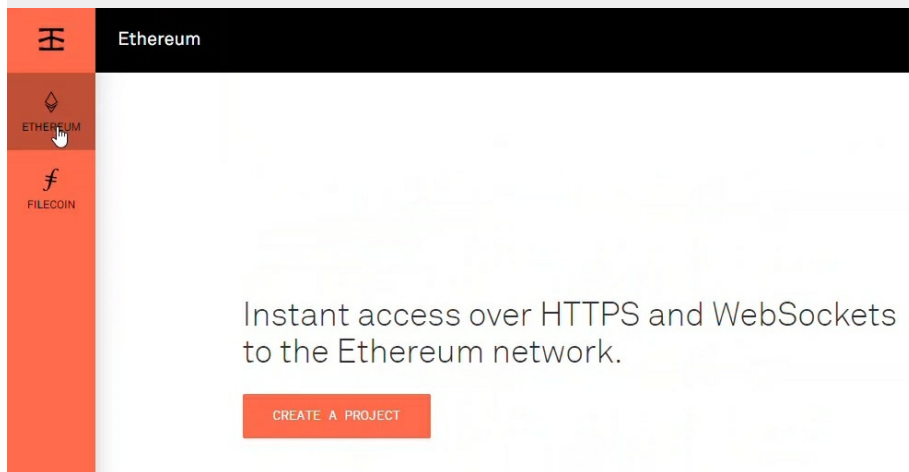 Ethereum
ETHEREUM
FILECOIN
Instant access over HTTPS and WebSockets
to the Ethereum network.
CREATE A PROJECT